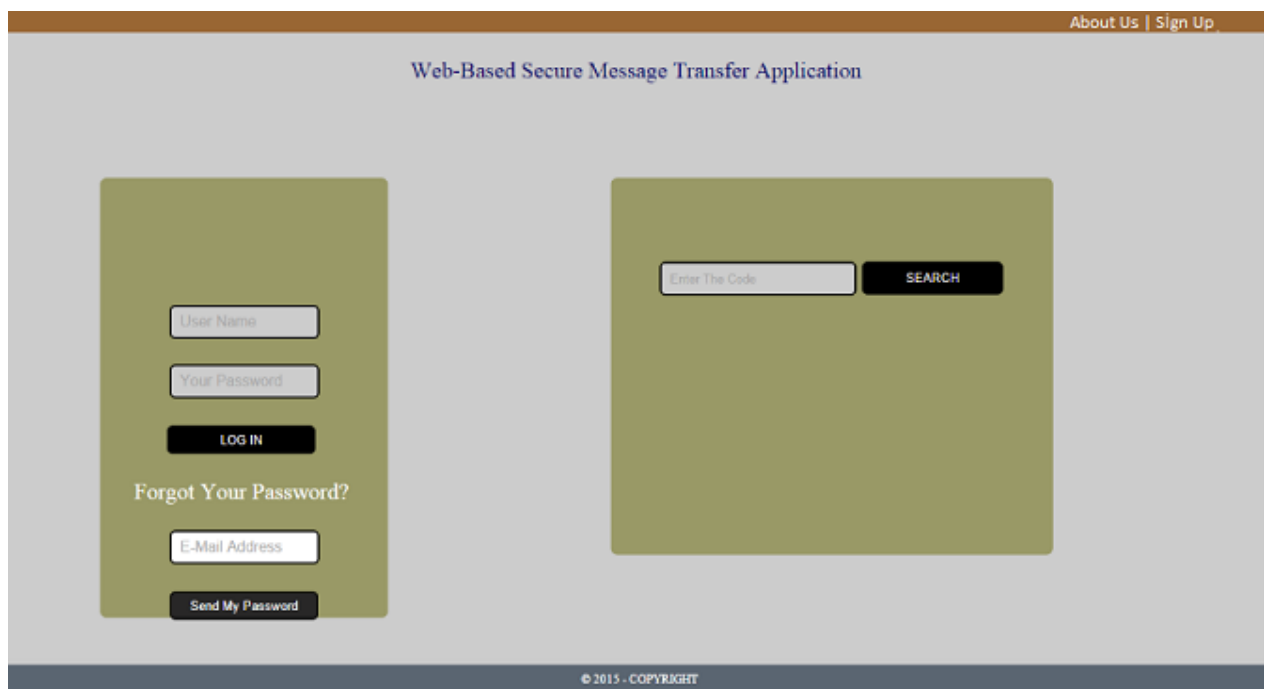 About Us | Sign Up
Web-Based Secure Message Transfer Application
User Name
Your Password
LOG IN
Forgot Your Password?
E-Mail Address
Send My Password
Enter The Code
SEARCH
© 2015 - COPYRIGHT